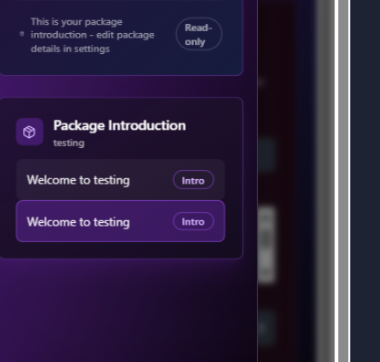 This is your package
introduction - edit package
details in settings
Read-
only
Package Introduction
testing
Welcome to testing
Intro
Welcome to testing
Intro